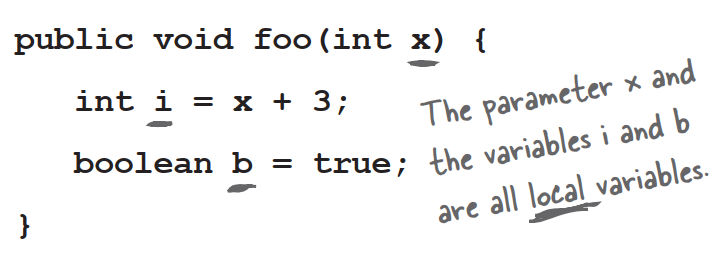 public void foo(int x) {
int i = x + 3;
boolean b = true;
}
The parameter x and
the variables i and b
are all local variables.